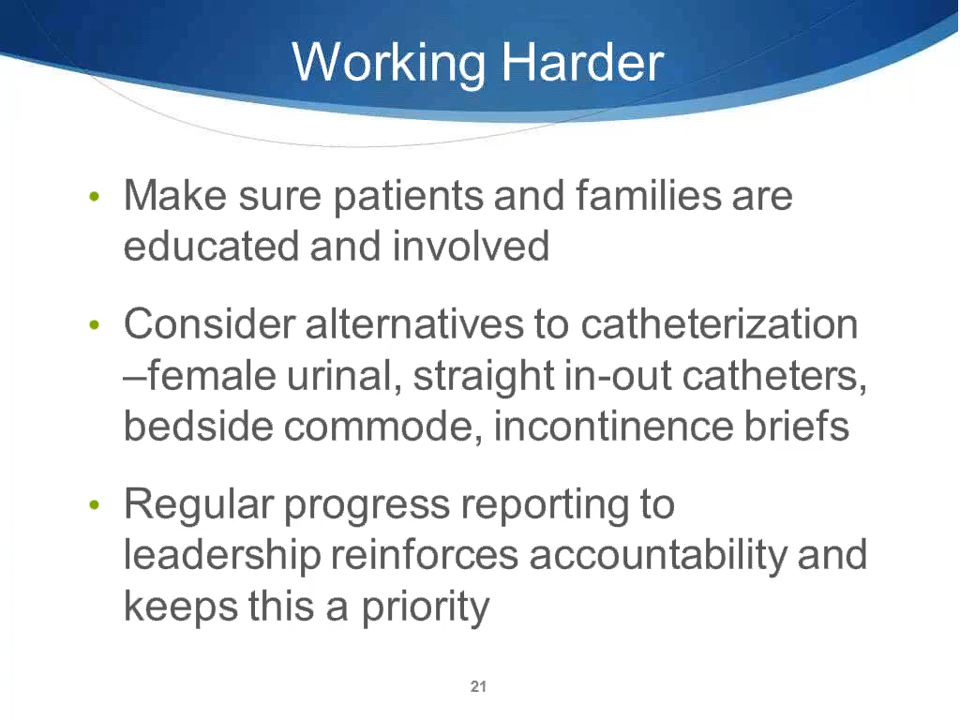 Working Harder
• Make sure patients and families are
educated and involved
• Consider alternatives to catheterization
–female urinal, straight in-out catheters,
bedside commode, incontinence briefs
• Regular progress reporting to
leadership reinforces accountability and
keeps this a priority
21